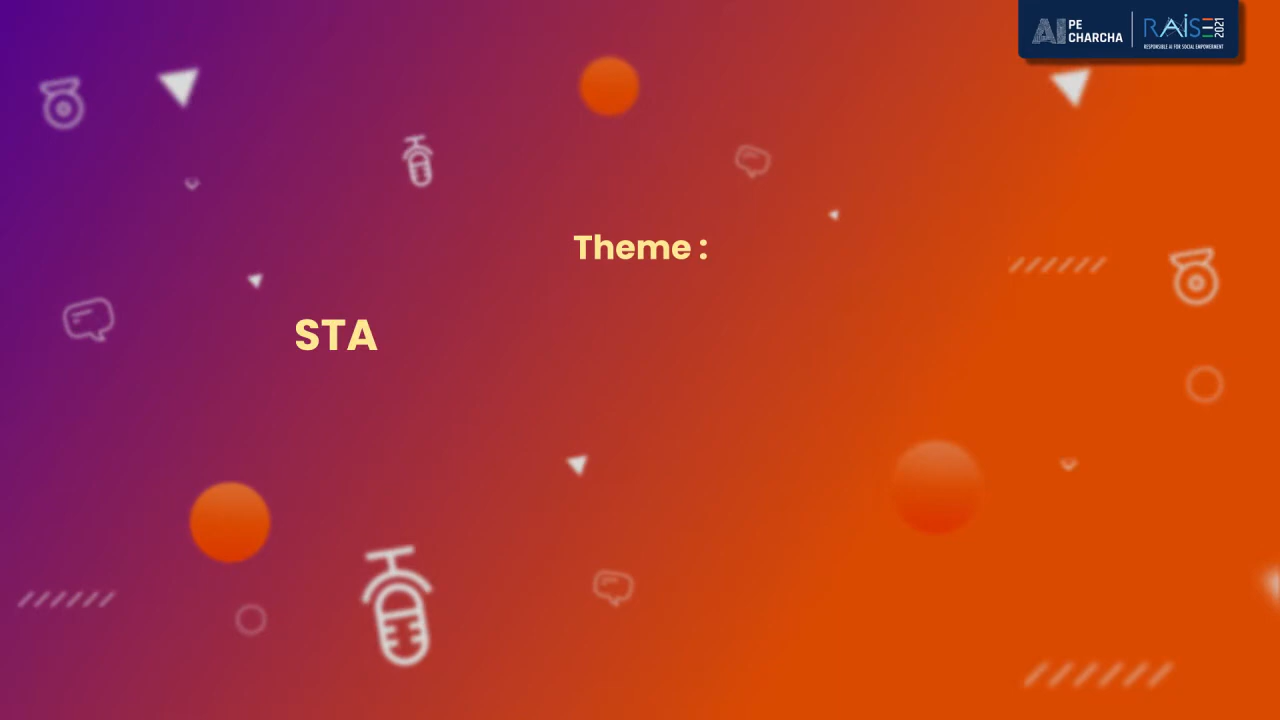 AI PE CHARCHA
RAISE 2021
RESPONSIBLE AI FOR SOCIAL EMPOWERMENT
Theme :
STA